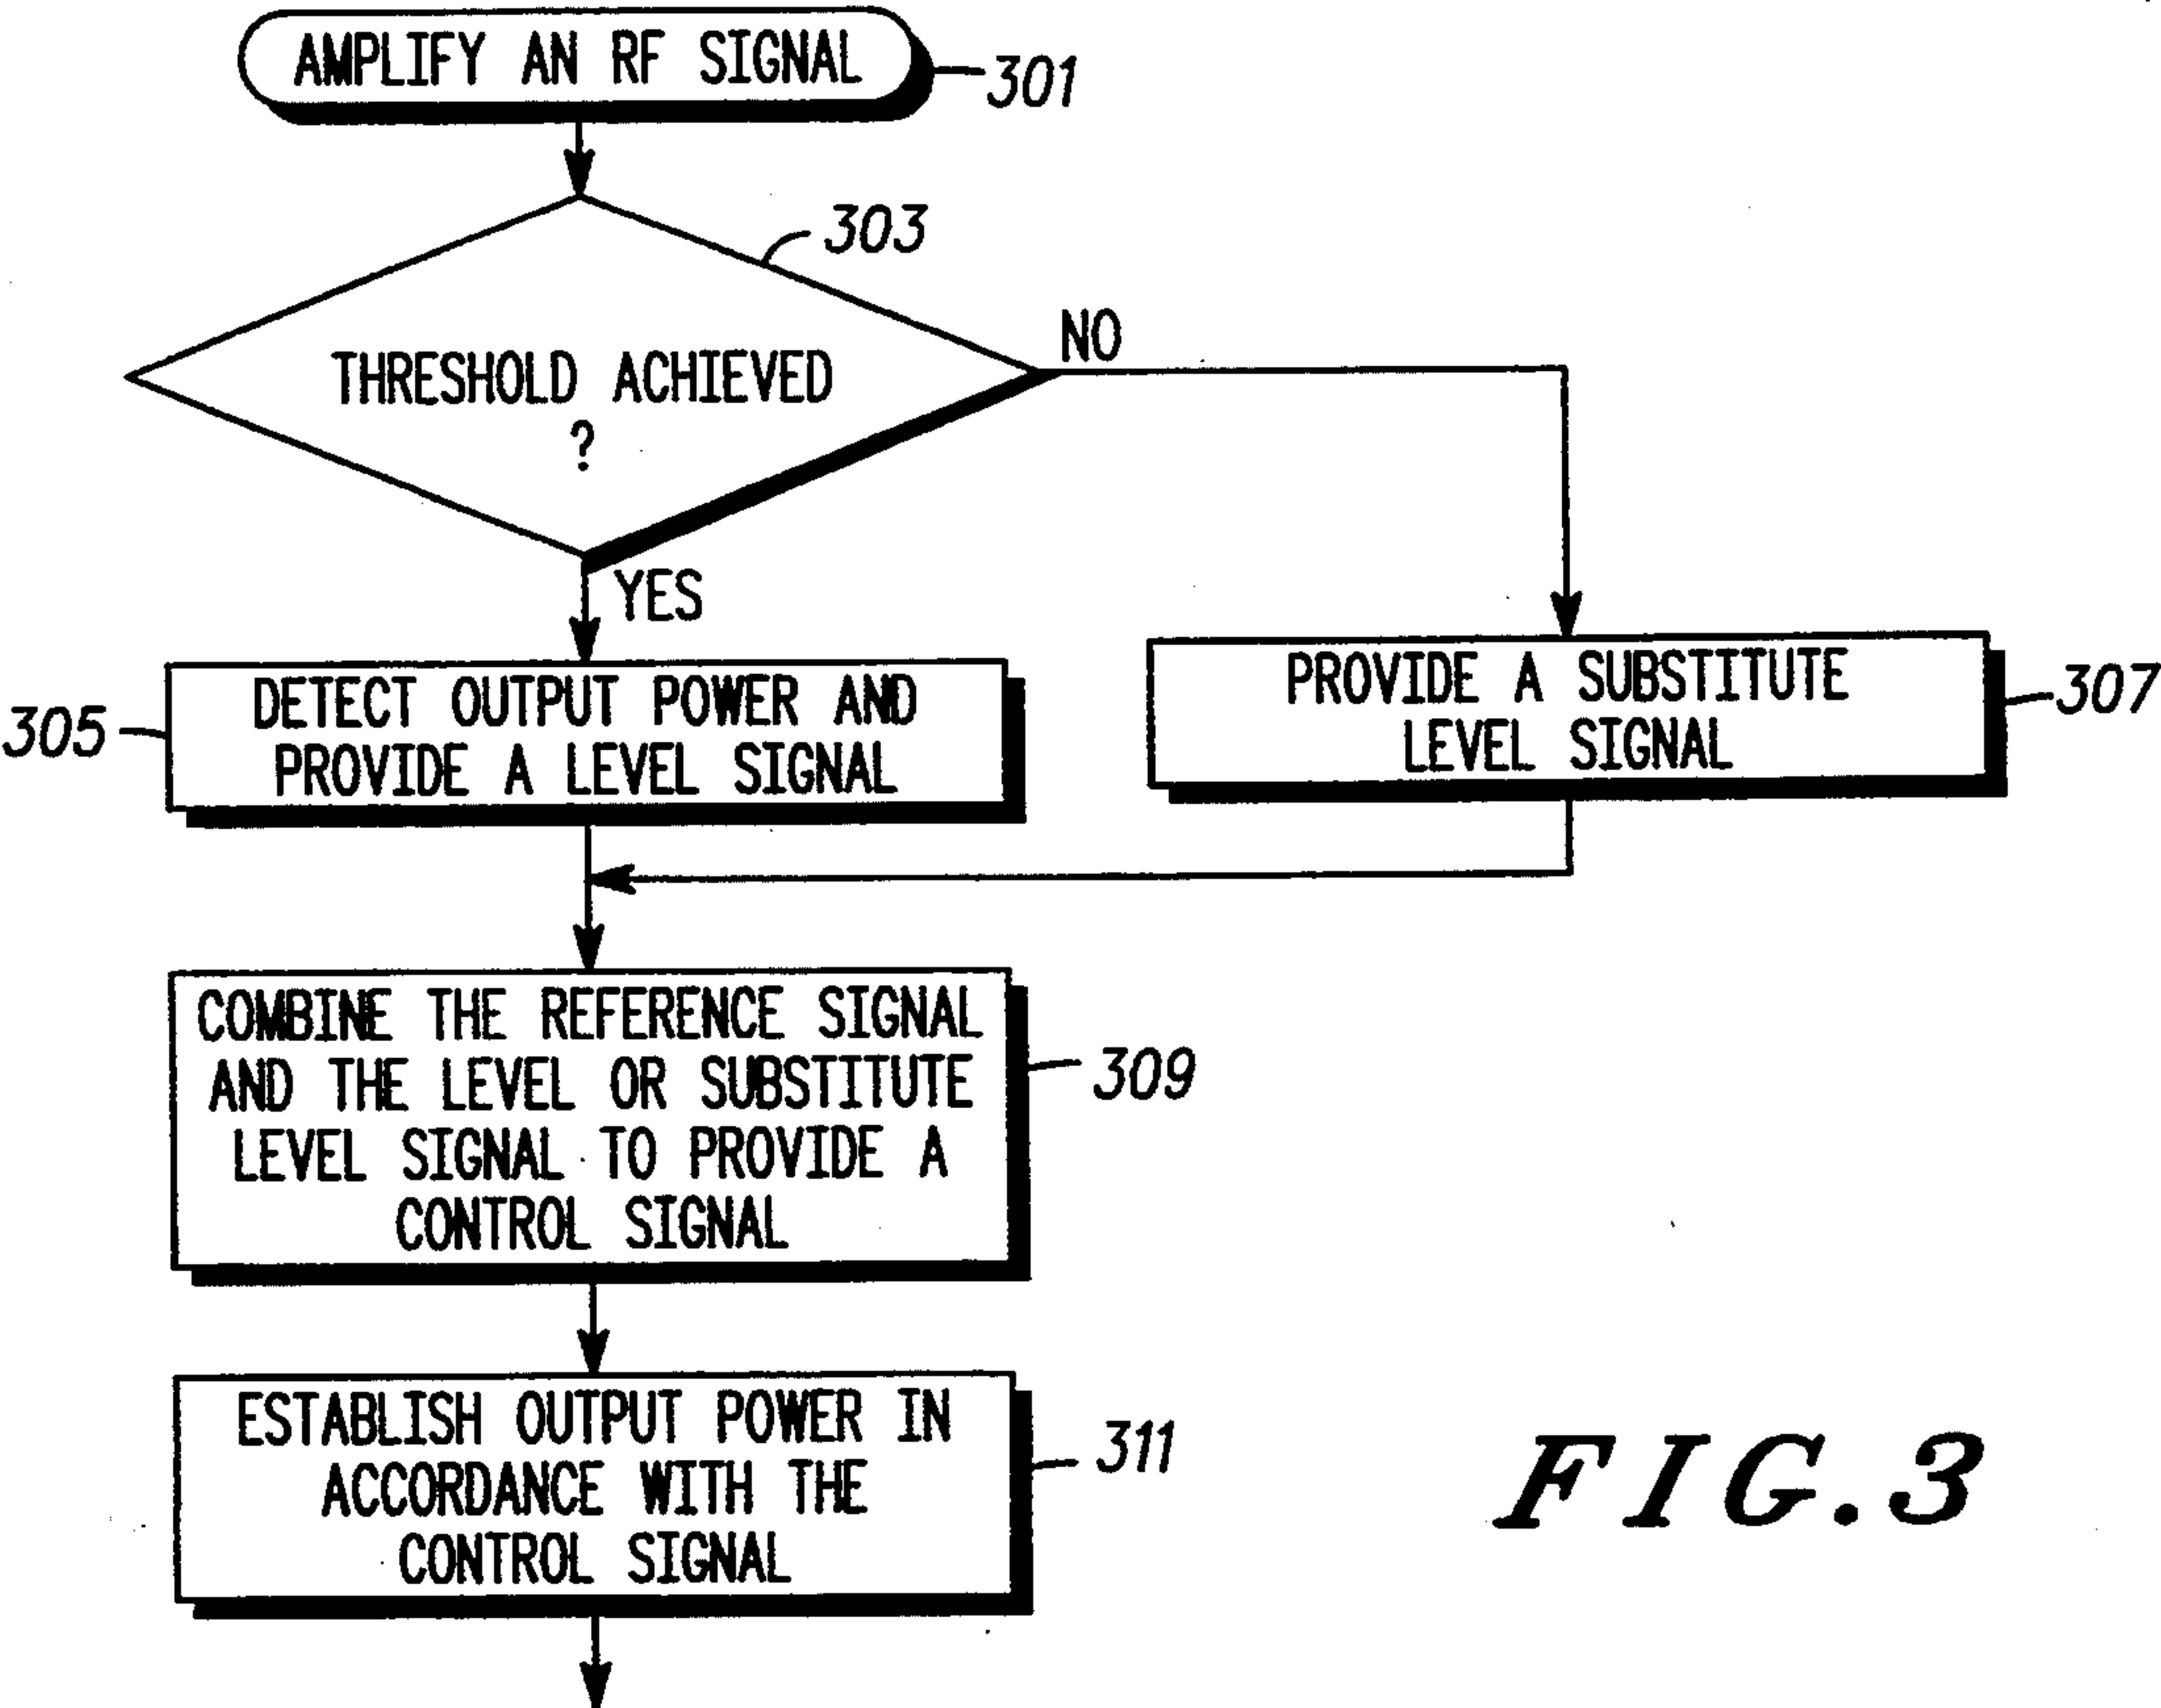 AMPLIFY AN RF SIGNAL
301
303
THRESHOLD ACHIEVED
?
NO
YES
305
DETECT OUTPUT POWER AND
PROVIDE A LEVEL SIGNAL
PROVIDE A SUBSTITUTE
LEVEL SIGNAL
307
COMBINE THE REFERENCE SIGNAL
AND THE LEVEL OR SUBSTITUTE
LEVEL SIGNAL TO PROVIDE A
CONTROL SIGNAL
309
ESTABLISH OUTPUT POWER IN
ACCORDANCE WITH THE
CONTROL SIGNAL
311
FIG.3